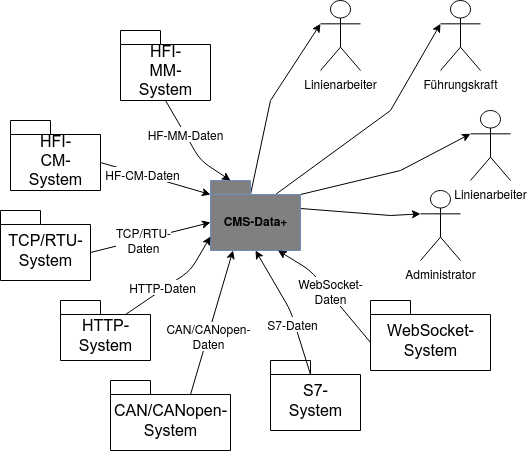 HFI-
MM-
System
Linienarbeiter
Führungskraft
HF-MM-Daten
HFI-
CM-
System
HF-CM-Daten
Linienarbeiter
CMS-Data+
TCP/RTU-
System
TCP/RTU-
Daten
Administrator
HTTP-Daten
WebSocket-
Daten
HTTP-
System
CAN/CANopen-
Daten
S7-Daten
WebSocket-
System
CAN/CANopen-
System
S7-
System